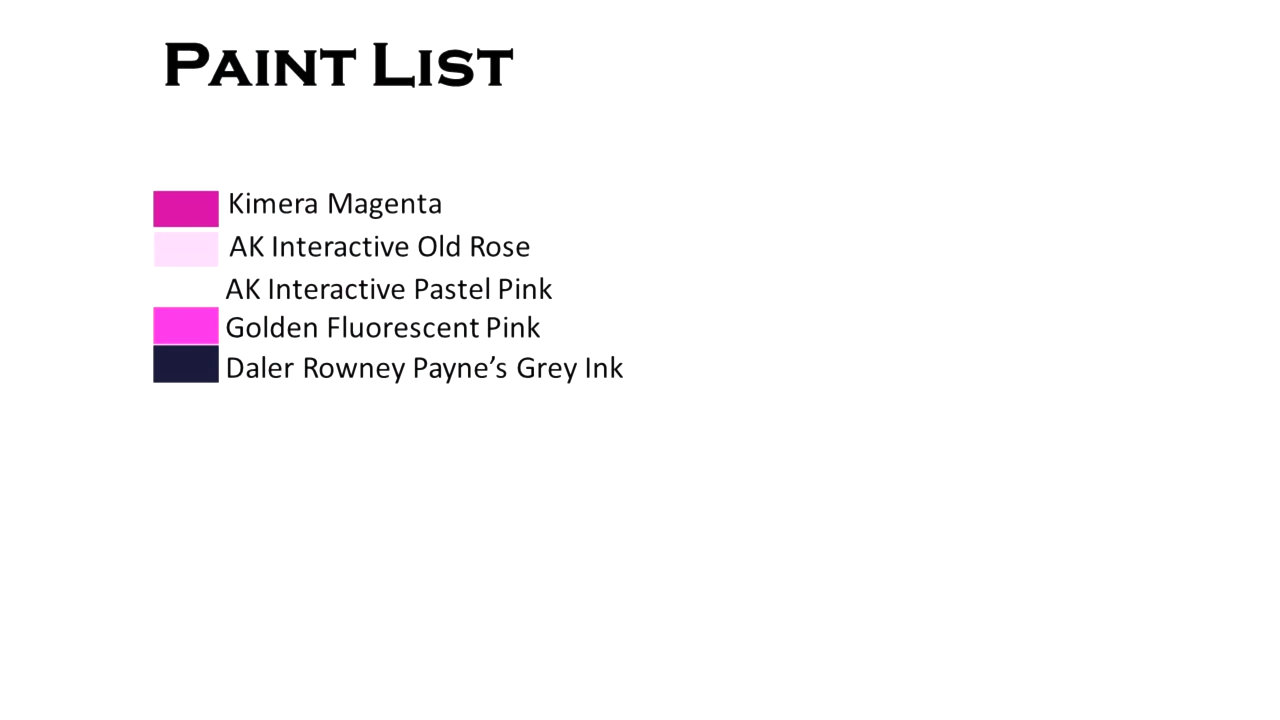 Paint List
Kimera Magenta
AK Interactive Old Rose
AK Interactive Pastel Pink
Golden Fluorescent Pink
Daler Rowney Payne’s Grey Ink